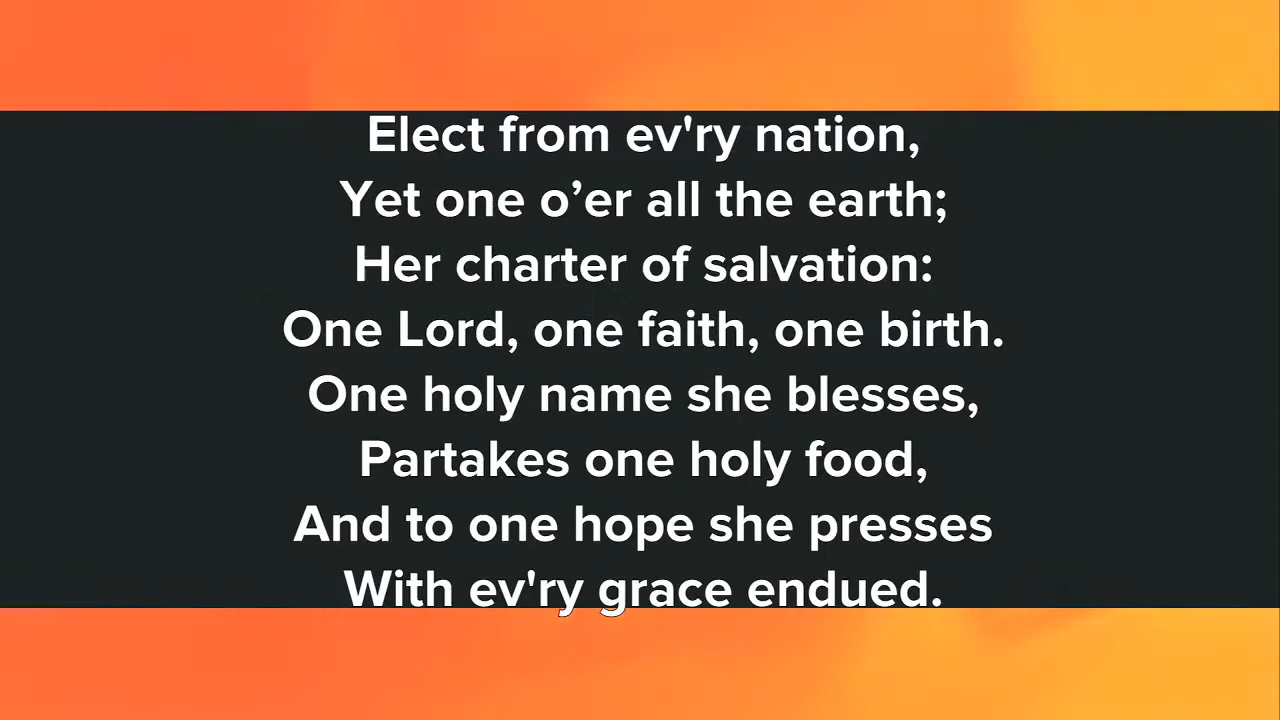 Elect from ev'ry nation,
Yet one o’er all the earth;
Her charter of salvation:
One Lord, one faith, one birth.
One holy name she blesses,
Partakes one holy food,
And to one hope she presses
With ev'ry grace endued.